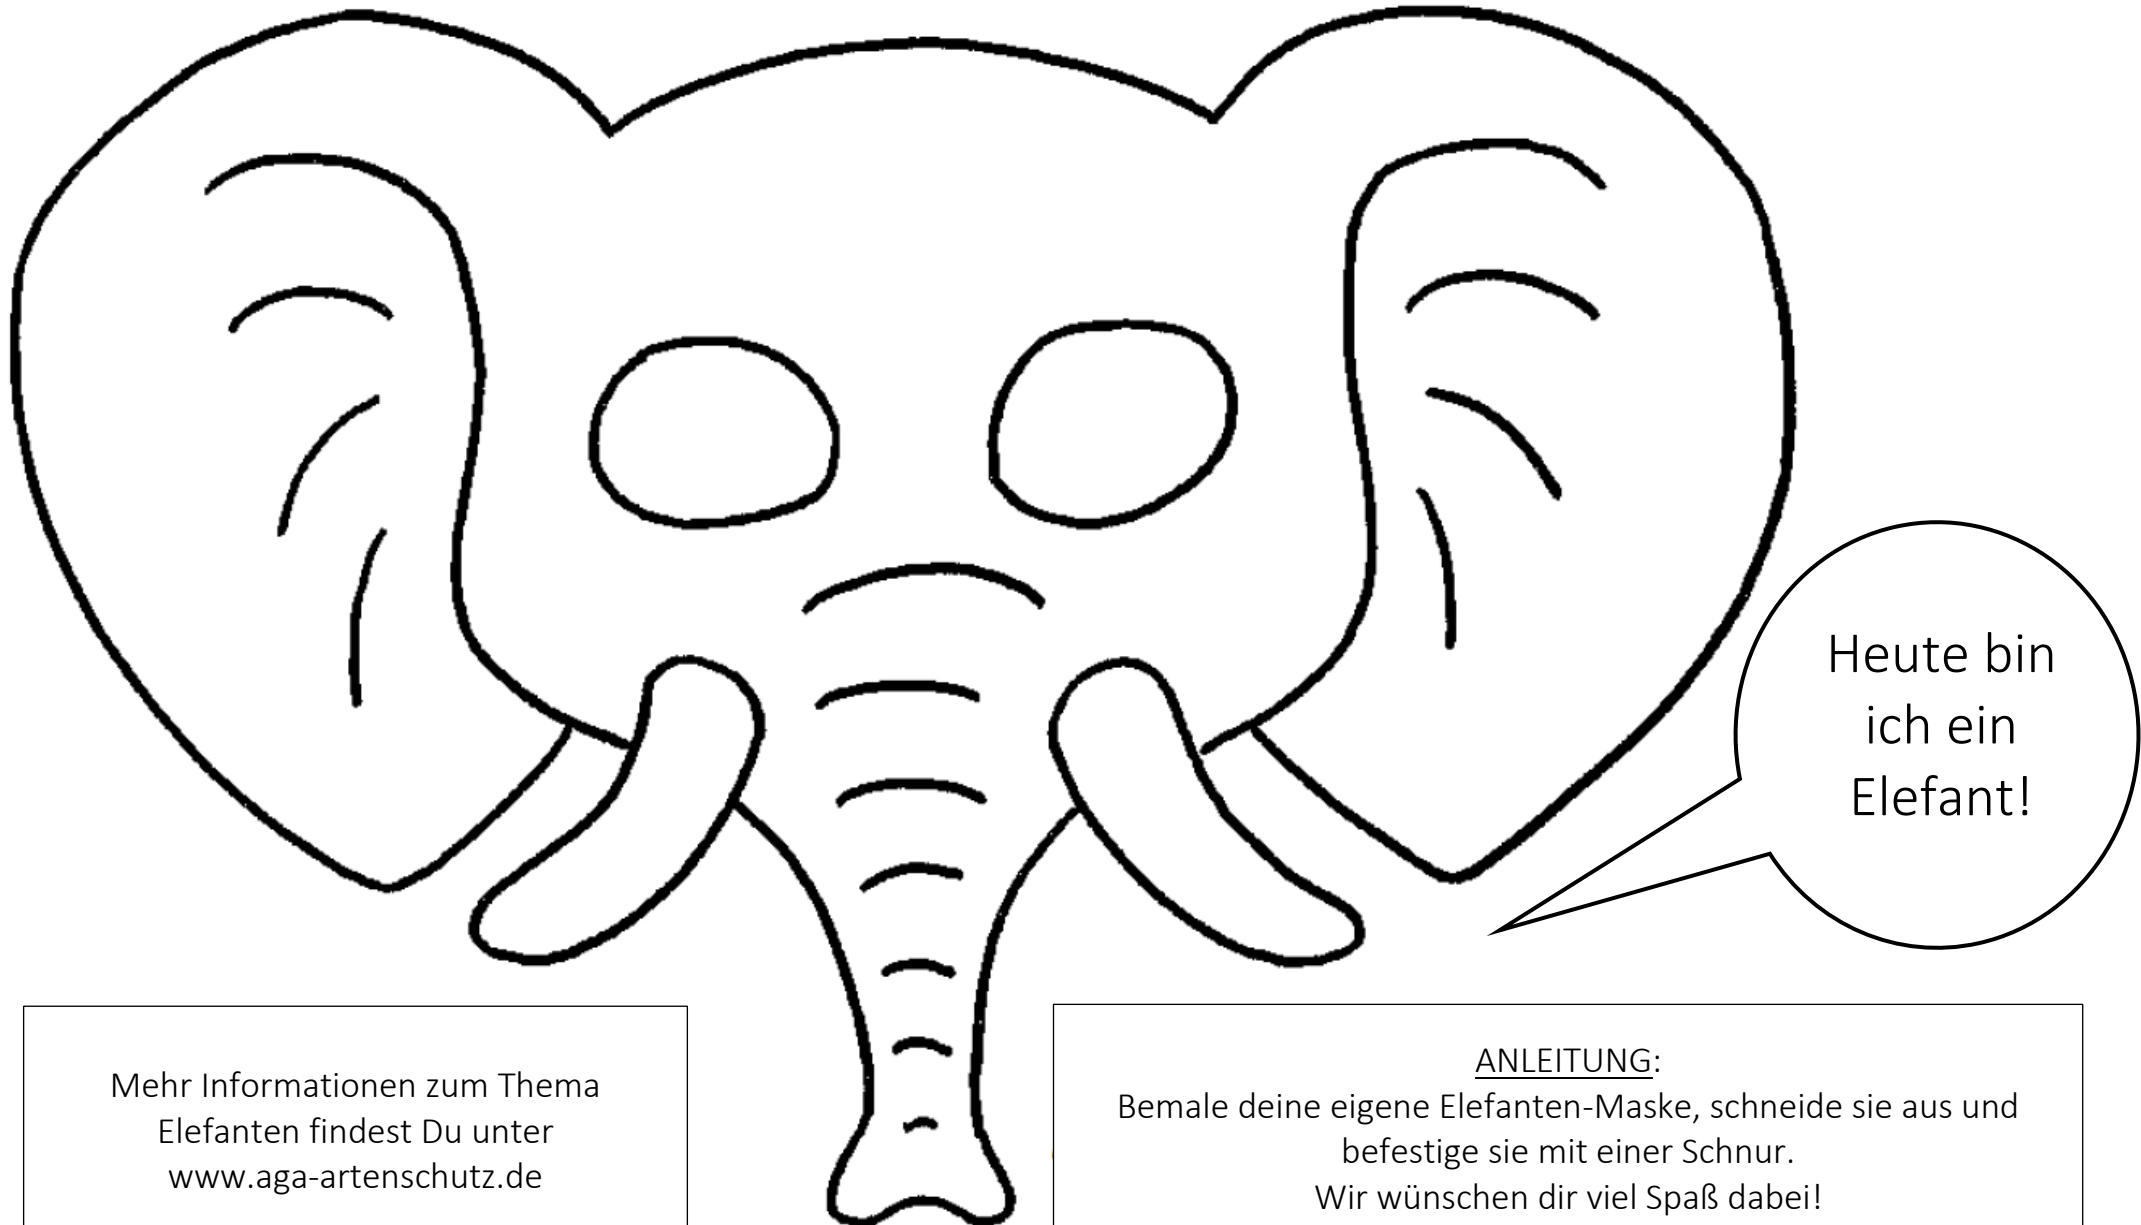 Heute bin
ich ein
Elefant!
Mehr Informationen zum Thema
Elefanten findest Du unter
www.aga-artenschutz.de
ANLEITUNG:
Bemale deine eigene Elefanten-Maske, schneide sie aus und
befestige sie mit einer Schnur.
Wir wünschen dir viel Spaß dabei!